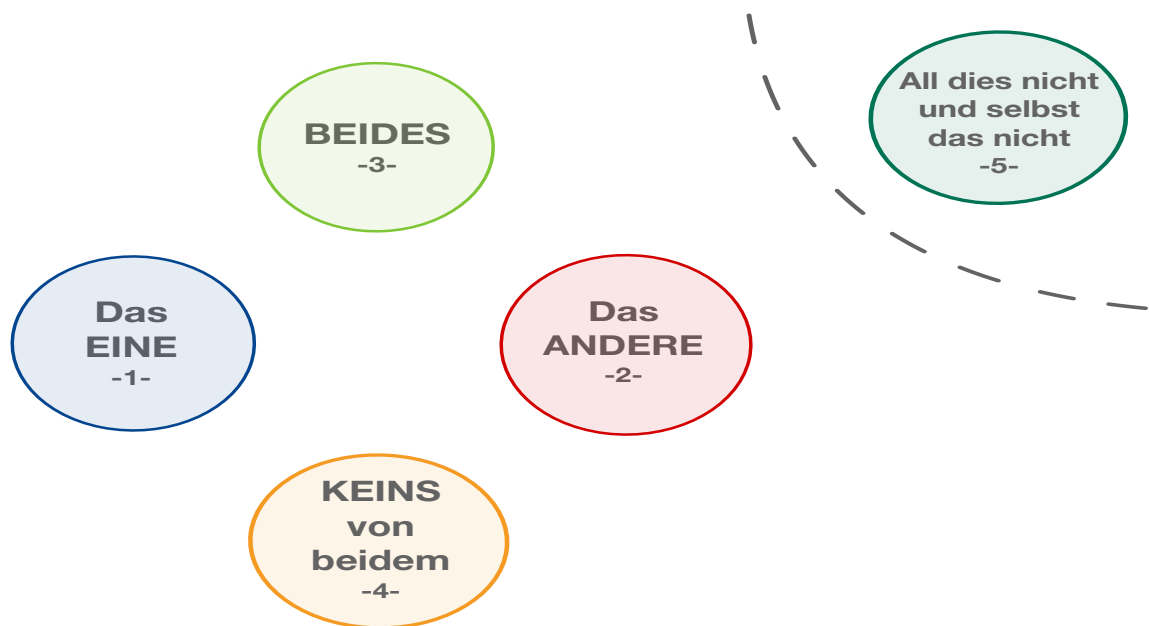 BEIDES
-3-
All dies nicht
und selbst
das nicht
-5-
Das
EINE
-1-
Das
ANDERE
-2-
KEINS
von
beidem
-4-